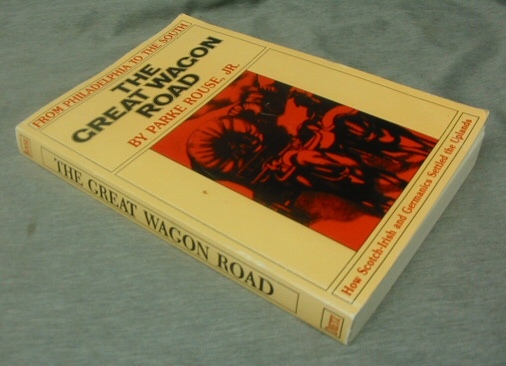 FROM PHILADELPHIA TO THE SOUTH
THE
GREAT WAGON
ROAD
BY PARKE ROUSE, JR.
How Scotch-Irish and Germanics Settled the Uplands
THE GREAT WAGON ROAD